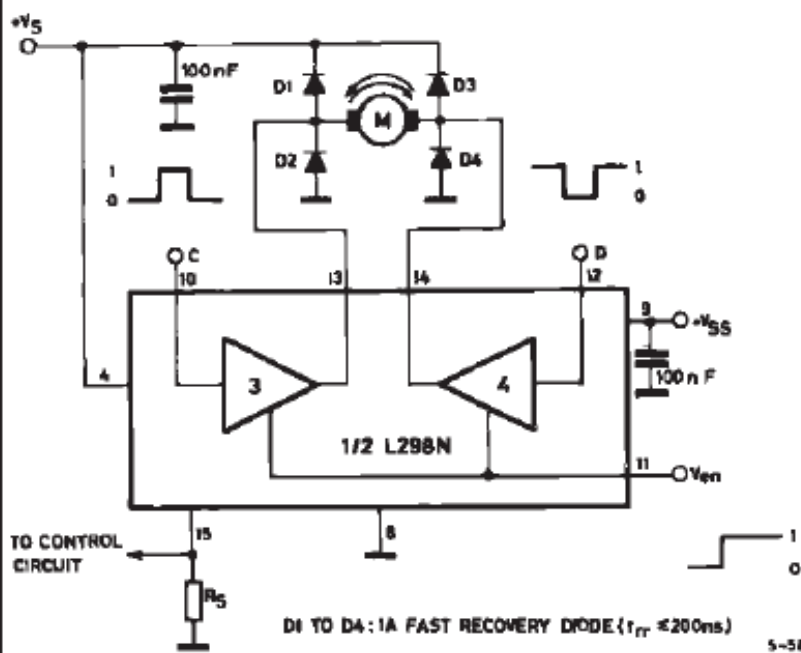 +Vs
100nF
D1
D3
M
D2
D4
1
0
1
0
C
D
10
13
14
12
9
+VSS
4
3
4
100nF
1/2 L298N
11
Ven
15
8
TO CONTROL
CIRCUIT
RS
1
0
D1 TO D4 : 1A FAST RECOVERY DIODE (trr ≤ 200ns)